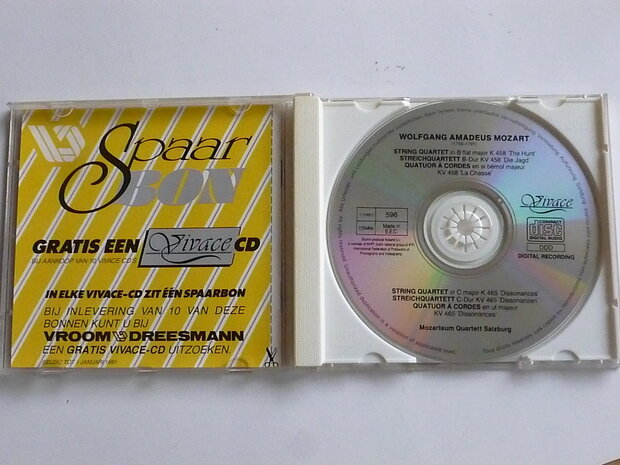 Spaar
BON
GRATIS EEN Vivace CD
BIJ AANKOOP VAN 10 VIVACE CD'S
IN ELKE VIVACE-CD ZIT ÉÉN SPAARBON
BIJ INLEVERING VAN 10 VAN DEZE
BONNEN KUNT U BIJ
VROOM DREESMANN
EEN GRATIS VIVACE-CD UITZOEKEN.
WOLFGANG AMADEUS MOZART
(1756-1791)
STRING QUARTET in B flat major K 458 'The Hunt'
STREICHQUARTETT B-Dur KV 458 'Die Jagd'
QUATUOR À CORDES en si bémol majeur
KV 458 'La Chasse'
Vivace
STEREO
596
STEMRA
Made in
E.E.C.
COMPACT
disc
DIGITAL AUDIO
DDD
DIGITAL RECORDING
STRING QUARTET in C major K 465 'Dissonances'
STREICHQUARTETT C-Dur KV 465 'Dissonanzen'
QUATUOR A CORDES en ut majeur
KV 465 'Dissonances'
Mozarteum Quartett Salzburg